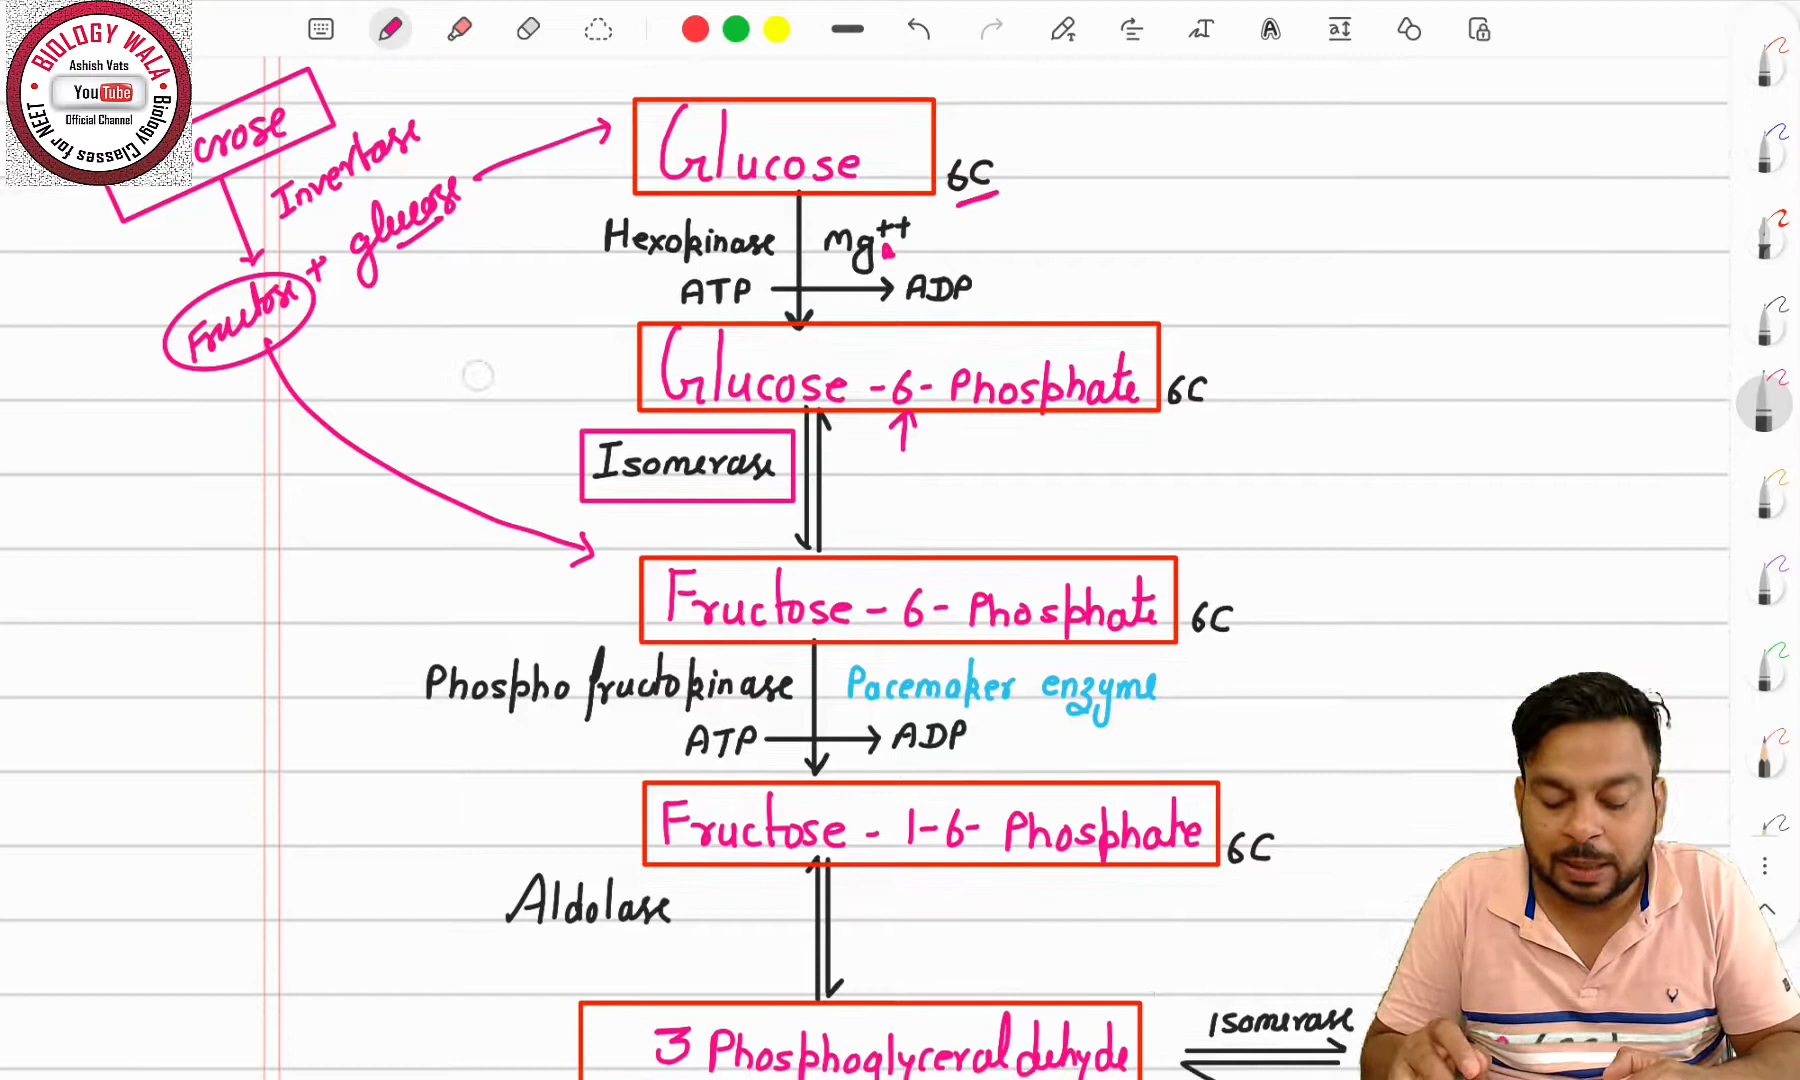 BIOLOGY WALA
Ashish Vats
YouTube
Official Channel
Biology Classes for NEET
crose
Invertase
Fructose + glucose
Glucose 6C
Hexokinase Mg++
ATP ADP
Glucose - 6 - Phosphate 6C
Isomerase
Fructose - 6 - Phosphate 6C
Phosphofructokinase Pacemaker enzyme
ATP ADP
Fructose - 1-6- Phosphate 6C
Aldolase
3 Phosphoglyceraldehyde
Isomerase